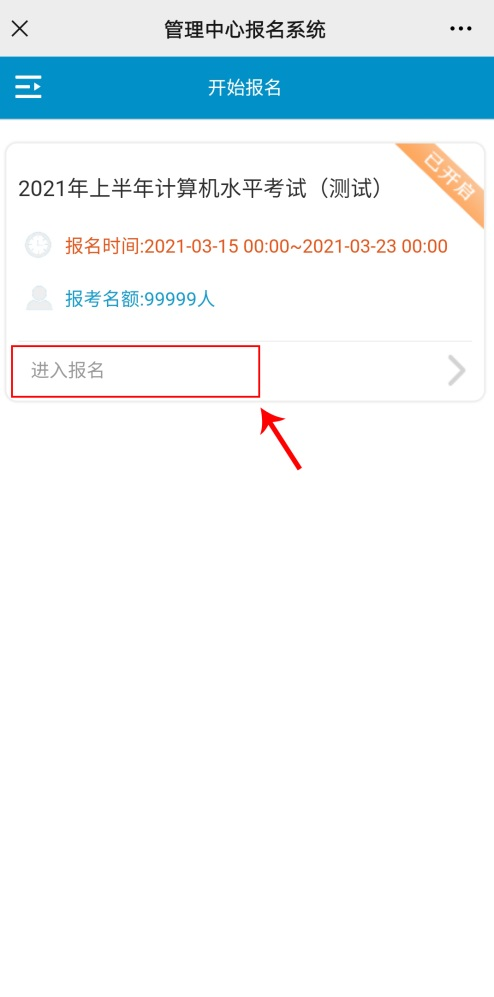 管理中心报名系统
开始报名
已开启
2021年上半年计算机水平考试（测试）
报名时间:2021-03-15 00:00~2021-03-23 00:00
报考名额:99999人
进入报名